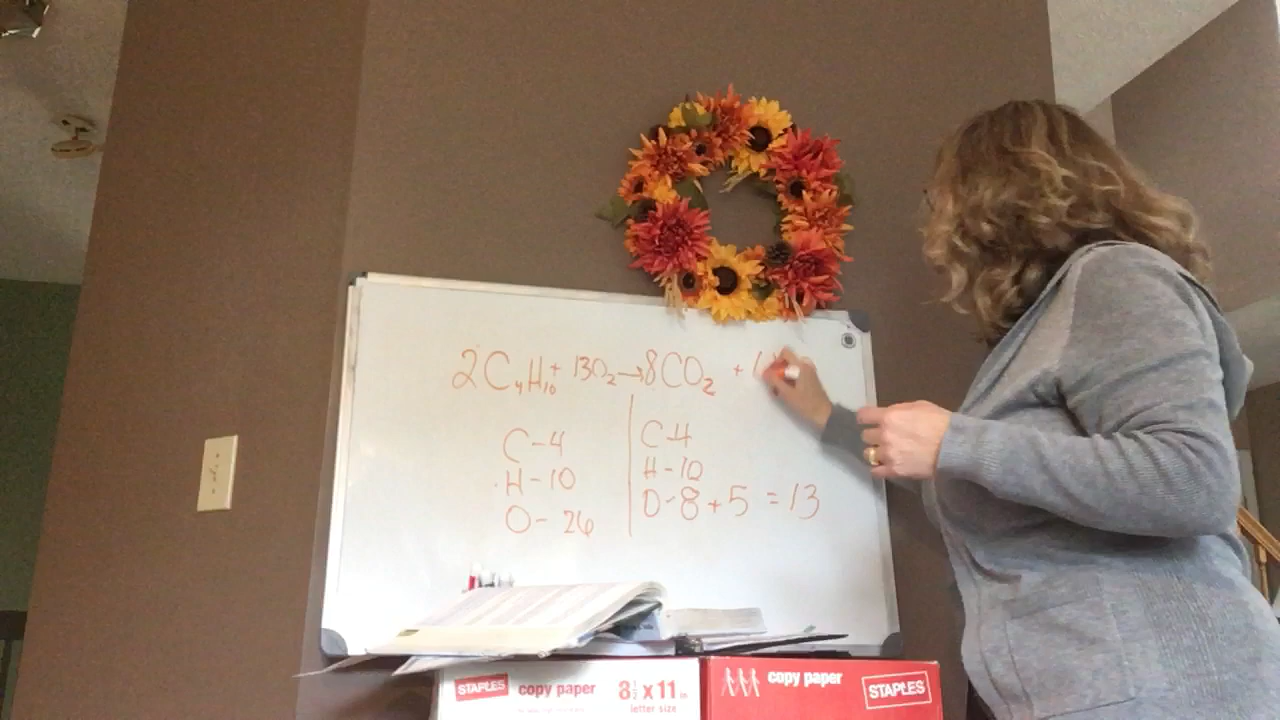 2C₄H₁₀ + 13O₂ → 8CO₂ + 1
C-4
H-10
O- 26
C-4
H-10
O-8+5 = 13
STAPLES copy paper 8½ x 11 in
letter size
copy paper STAPLES